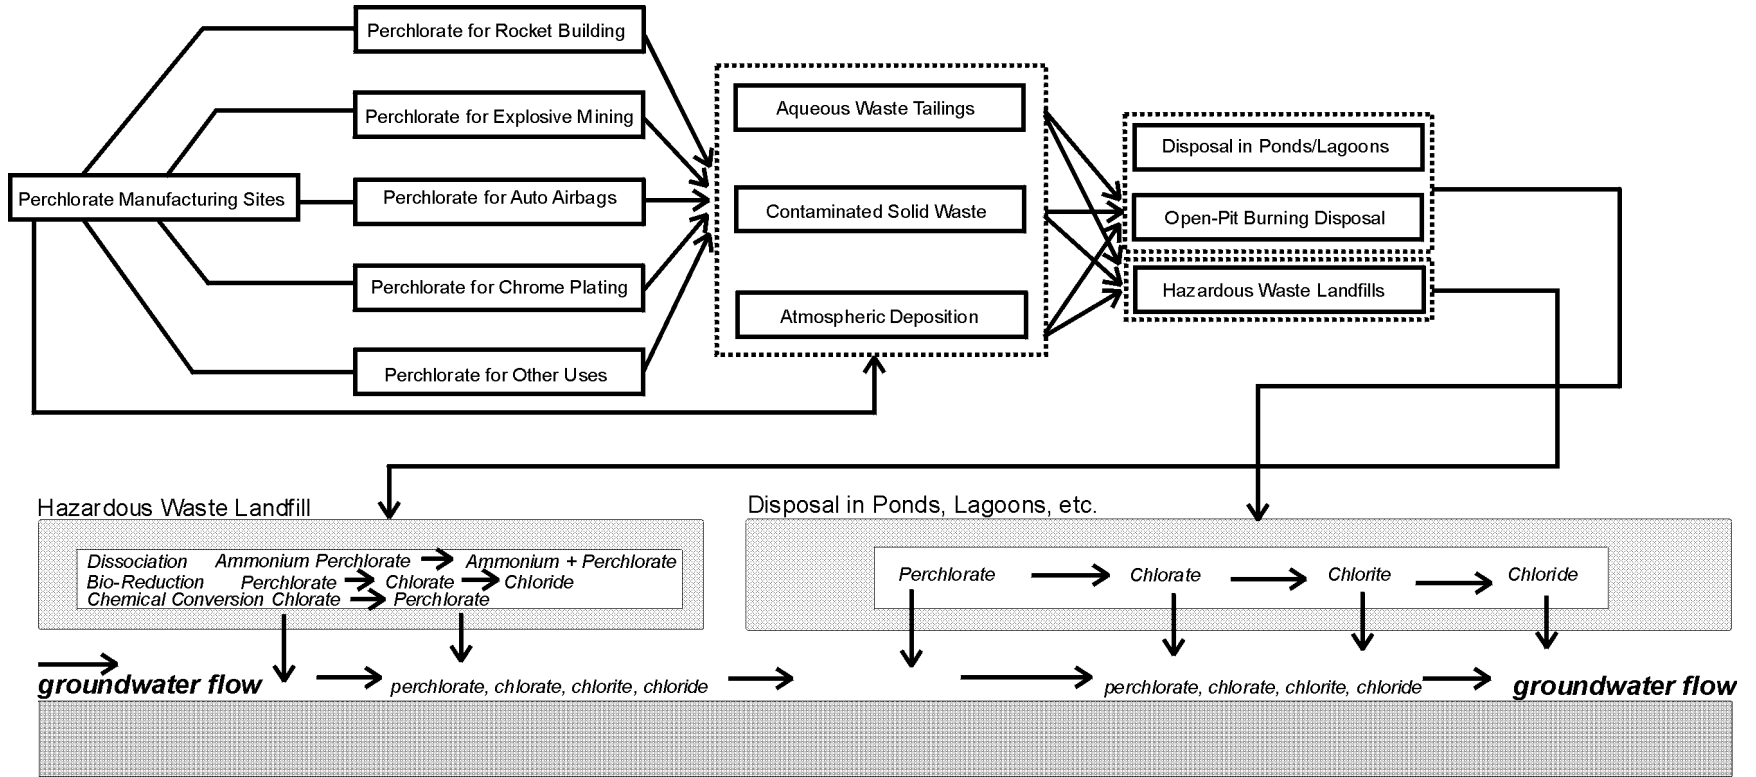 Perchlorate for Rocket Building
Perchlorate for Explosive Mining
Perchlorate Manufacturing Sites
Perchlorate for Auto Airbags
Perchlorate for Chrome Plating
Perchlorate for Other Uses
Aqueous Waste Tailings
Contaminated Solid Waste
Atmospheric Deposition
Disposal in Ponds/Lagoons
Open-Pit Burning Disposal
Hazardous Waste Landfills
Hazardous Waste Landfill
Dissociation Ammonium Perchlorate Ammonium + Perchlorate
Bio-Reduction Perchlorate Chlorate Chloride
Chemical Conversion Chlorate Perchlorate
Disposal in Ponds, Lagoons, etc.
Perchlorate Chlorate Chlorite Chloride
groundwater flow perchlorate, chlorate, chlorite, chloride perchlorate, chlorate, chlorite, chloride groundwater flow